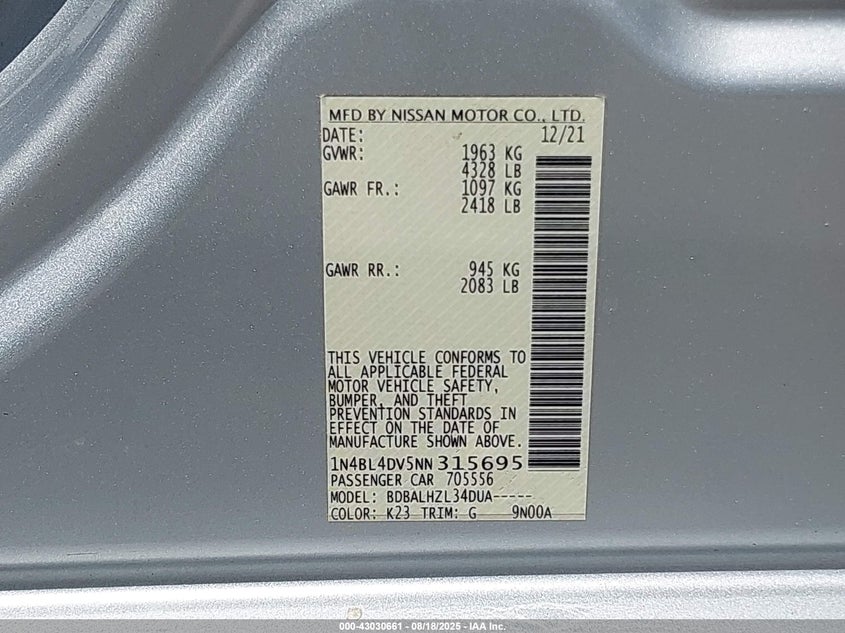 MFD BY NISSAN MOTOR CO., LTD.
DATE: 12/21
GVWR: 1963 KG
4328 LB
GAWR FR.: 1097 KG
2418 LB
GAWR RR.: 945 KG
2083 LB
THIS VEHICLE CONFORMS TO
ALL APPLICABLE FEDERAL
MOTOR VEHICLE SAFETY,
BUMPER, AND THEFT
PREVENTION STANDARDS IN
EFFECT ON THE DATE OF
MANUFACTURE SHOWN ABOVE.
1N4BL4DV5NN315695
PASSENGER CAR 705556
MODEL: BDBALHZL34DUA-----
COLOR: K23 TRIM: G 9N00A
000-43030661 - 08/18/2025 - IAA Inc.